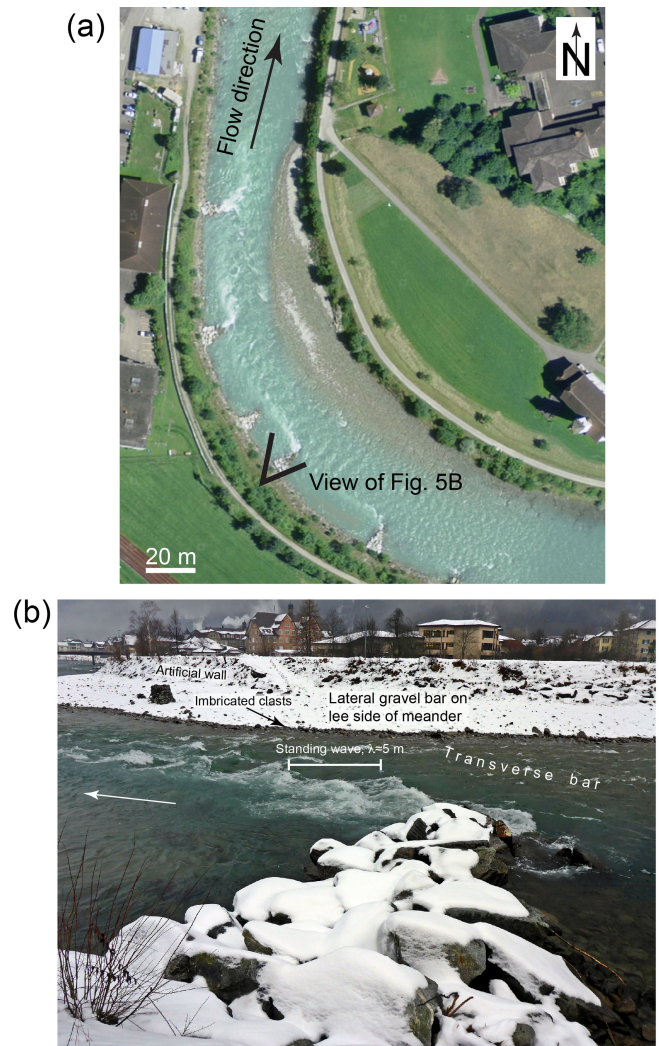 (a)
Flow direction
N
View of Fig. 5B
20 m
(b)
Artificial wall
Imbricated clasts
Lateral gravel bar on
lee side of meander
Standing wave, λ≈5 m
Transverse bar